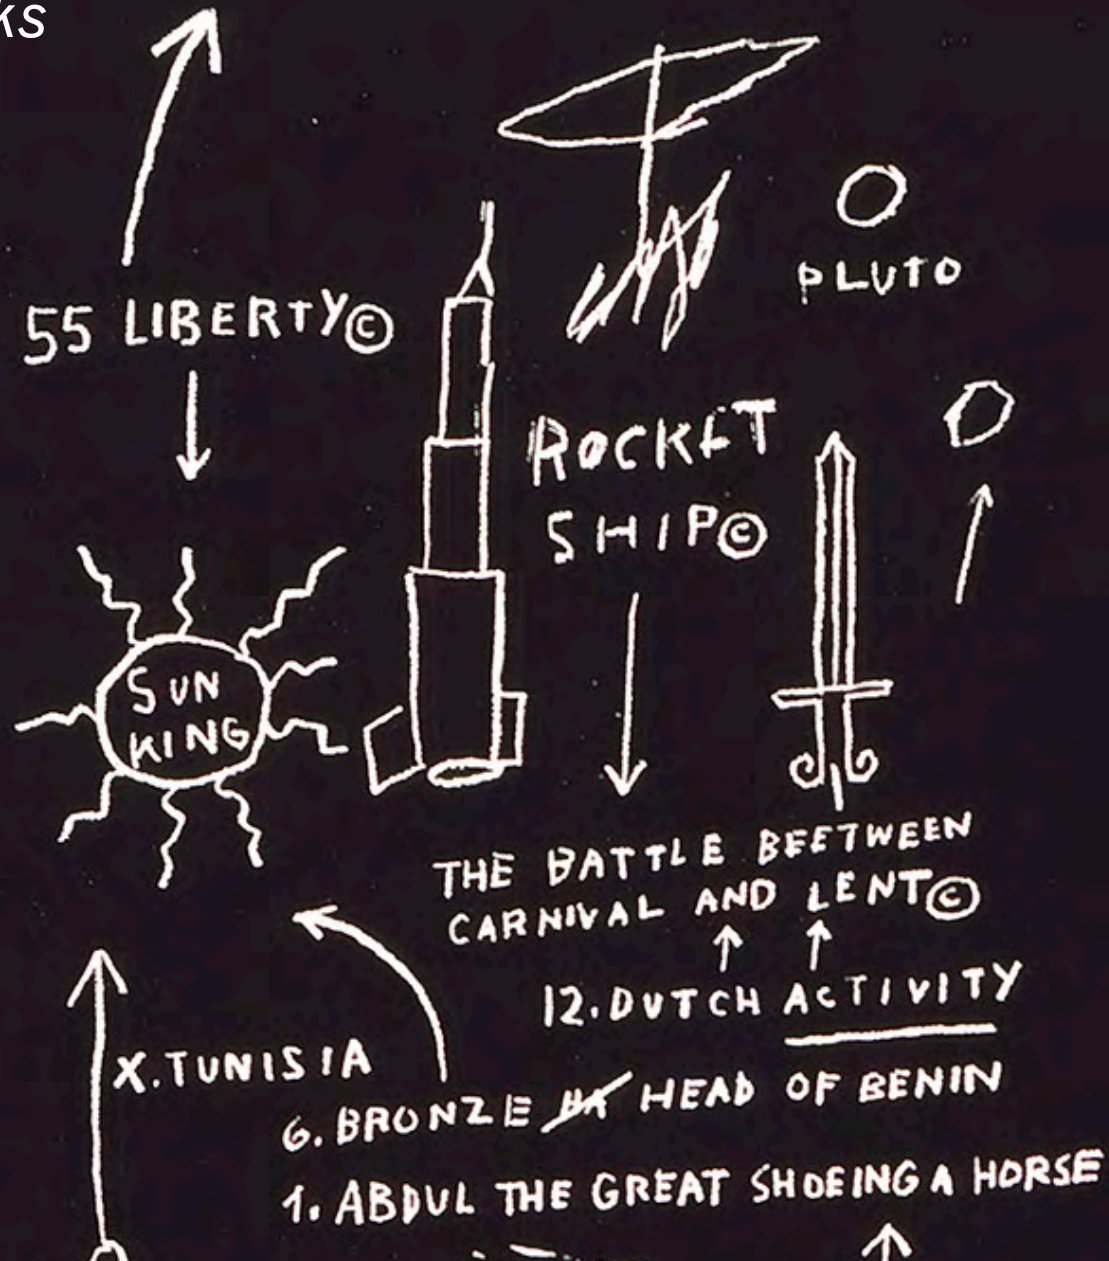 ks
PLUTO
55 LIBERTY©
ROCKET
SHIP©
SUN
KING
THE BATTLE BEETWEEN
CARNIVAL AND LENT©
12.DUTCH ACTIVITY
X.TUNISIA
6.BRONZE HEAD OF BENIN
1. ABDUL THE GREAT SHOEING A HORSE